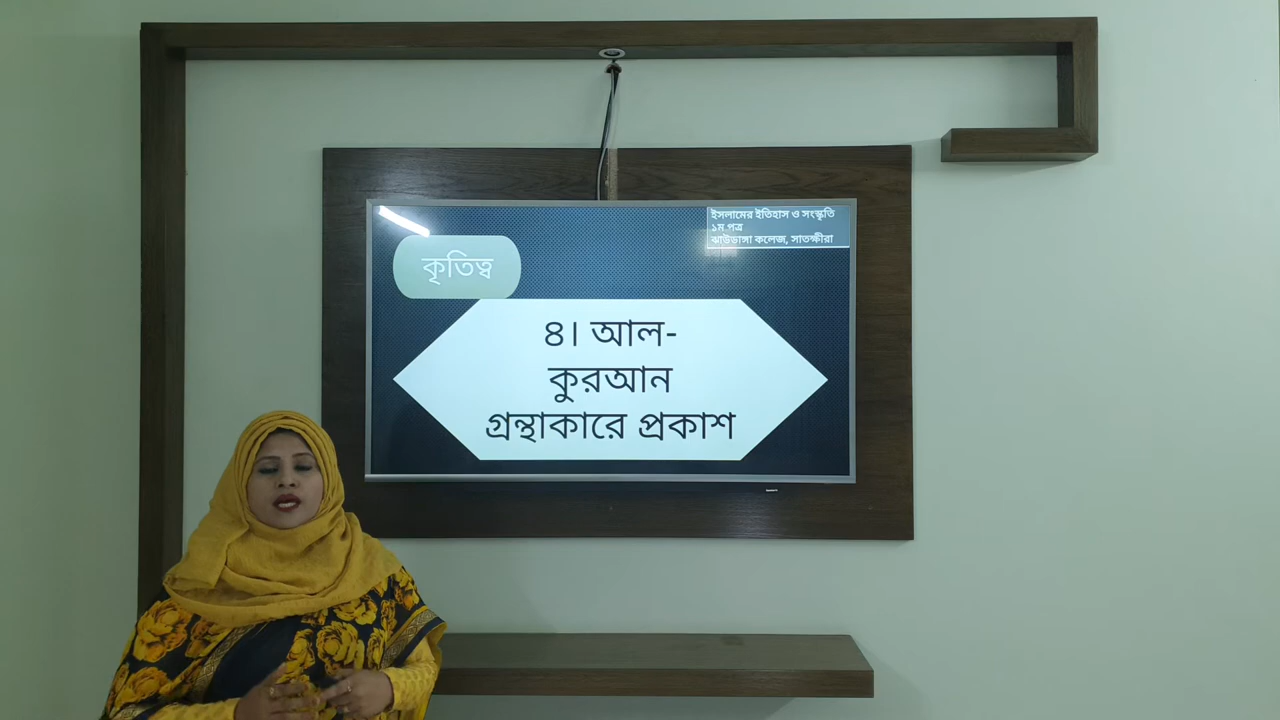 ইসলামের ইতিহাস ও সংস্কৃতি
১ম পত্র
ঝাউডাঙ্গা কলেজ, সাতক্ষীরা
কৃতিত্ব
৪। আল-
কুরআন
গ্রন্থাকারে প্রকাশ